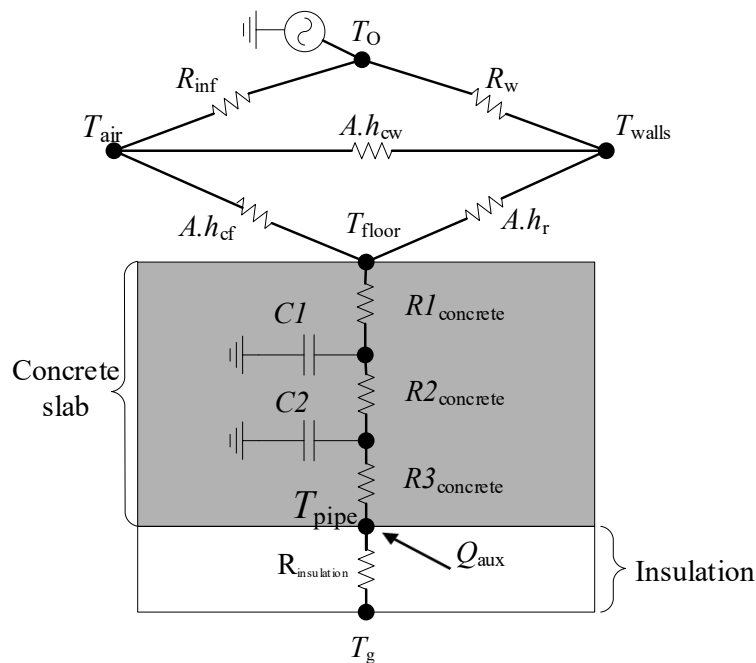 T_O
R_inf
R_w
T_air
A.h_cw
T_walls
A.h_cf
T_floor
A.h_r
C1
R1_concrete
Concrete
slab
C2
R2_concrete
R3_concrete
T_pipe
R_insulation
Q_aux
Insulation
T_g